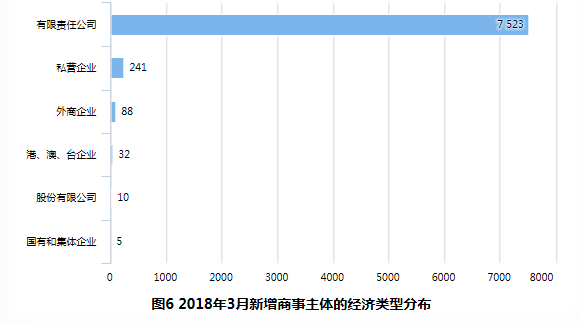 有限责任公司 7 523
私营企业 241
外商企业 88
港、澳、台企业 32
股份有限公司 10
国有和集体企业 5
0 1000 2000 3000 4000 5000 6000 7000 8000
图6 2018年3月新增商事主体的经济类型分布